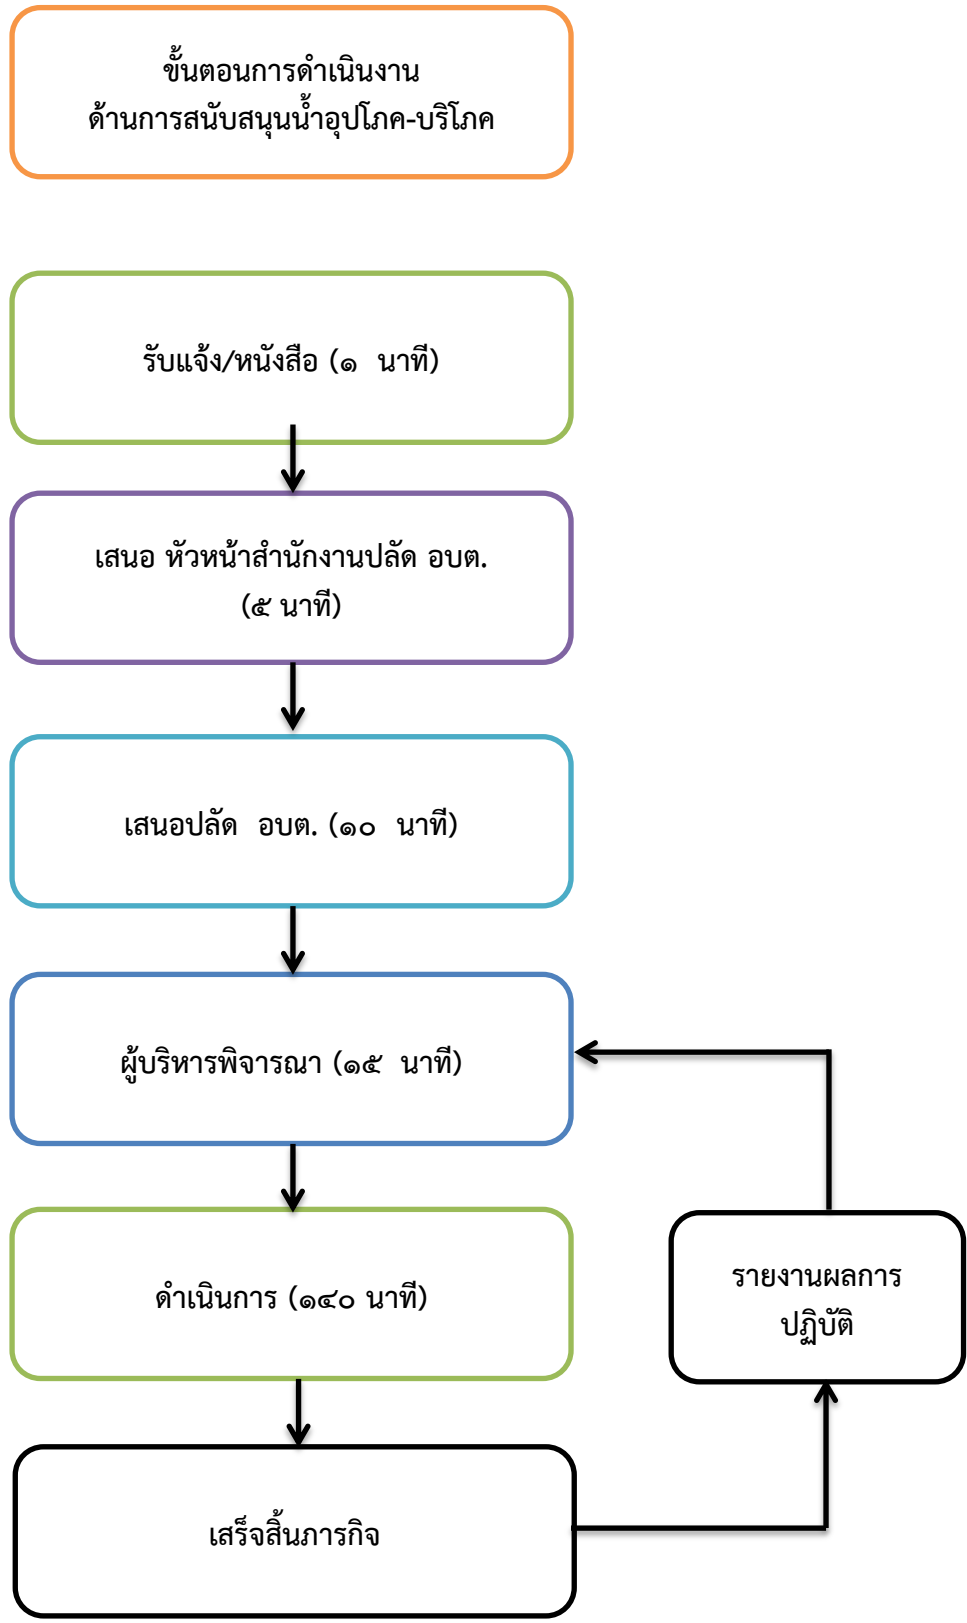 ขั้นตอนการดำเนินงาน
ด้านการสนับสนุนน้ำอุปโภค-บริโภค
รับแจ้ง/หนังสือ (๑ นาที)
เสนอ หัวหน้าสำนักงานปลัด อบต.
(๕ นาที)
เสนอปลัด อบต. (๑๐ นาที)
ผู้บริหารพิจารณา (๑๕ นาที)
ดำเนินการ (๑๔๐ นาที)
รายงานผลการ
ปฏิบัติ
เสร็จสิ้นภารกิจ